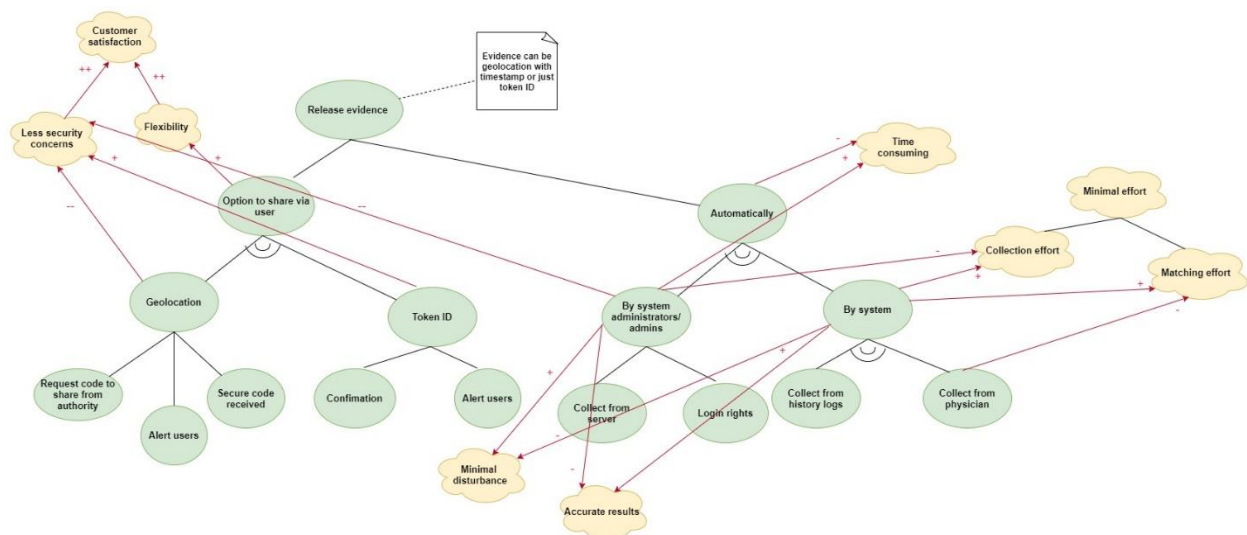 Customer
satisfaction
++
++
Evidence can be
geolocation with
timestamp or just
token ID
Release evidence
Less security
concerns
Flexibility
+
+
-
+
Time
consuming
Minimal effort
Option to share via
user
--
--
Automatically
Collection effort
-
+
Matching effort
+
-
Geolocation
Token ID
By system
administrators/
admins
By system
+
+
-
-
Request code to
share from
authority
Alert users
Secure code
received
Confimation
Alert users
Collect from
server
Login rights
Collect from
history logs
Collect from
physician
Minimal
disturbance
Accurate results